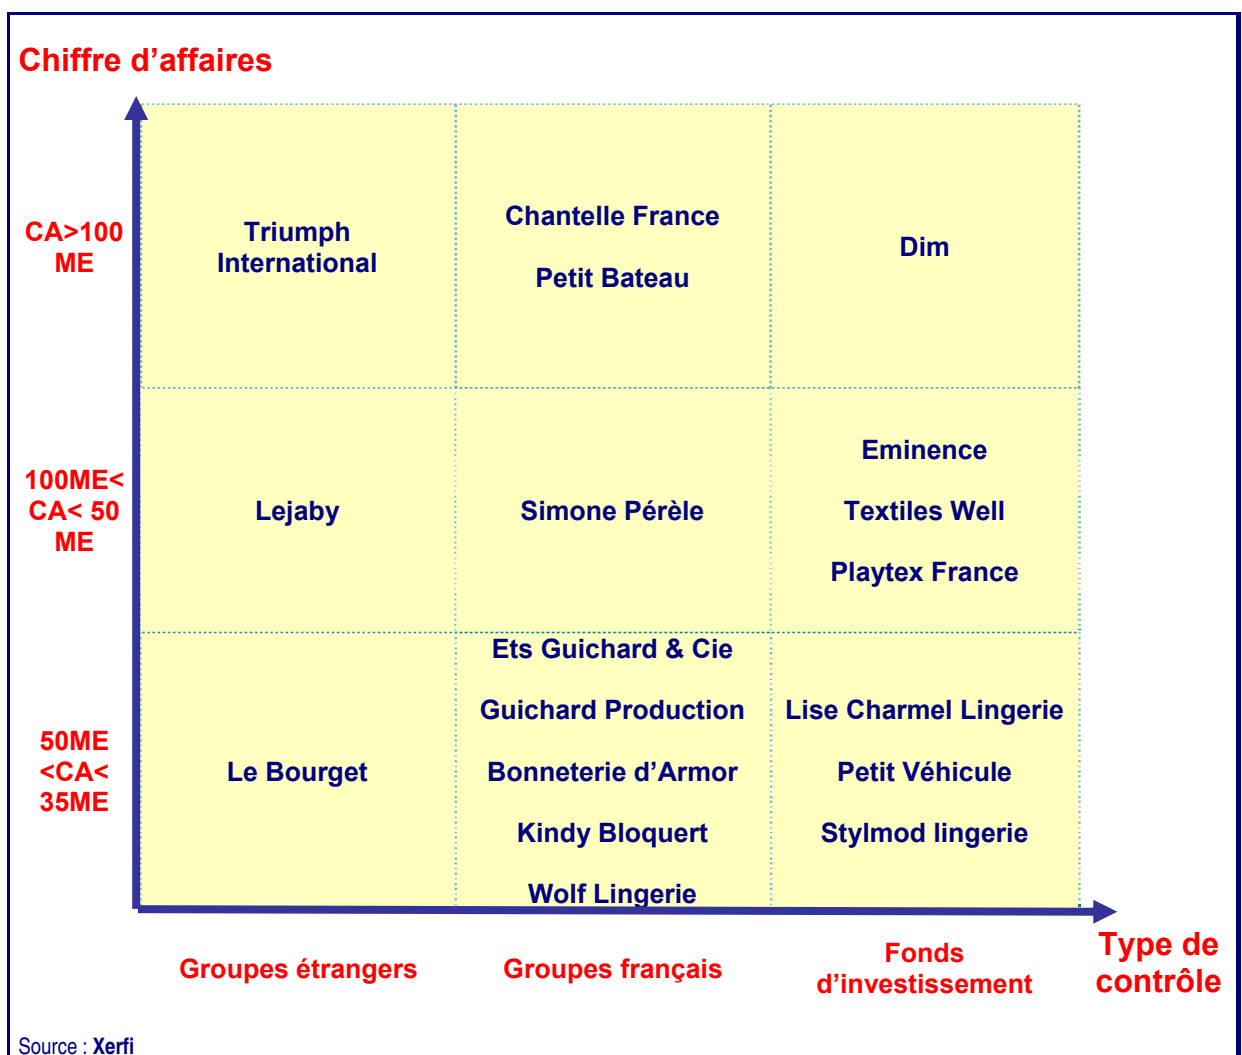 Chiffre d'affaires
CA>100
ME
Triumph
International
Chantelle France
Petit Bateau
Dim
100ME<
CA< 50
ME
Lejaby
Simone Pérèle
Eminence
Textiles Well
Playtex France
50ME
<CA<
35ME
Le Bourget
Ets Guichard & Cie
Guichard Production
Bonneterie d'Armor
Kindy Bloquert
Wolf Lingerie
Lise Charmel Lingerie
Petit Véhicule
Stylmod lingerie
Groupes étrangers
Groupes français
Fonds
d'investissement
Type de
contrôle
Source : Xerfi